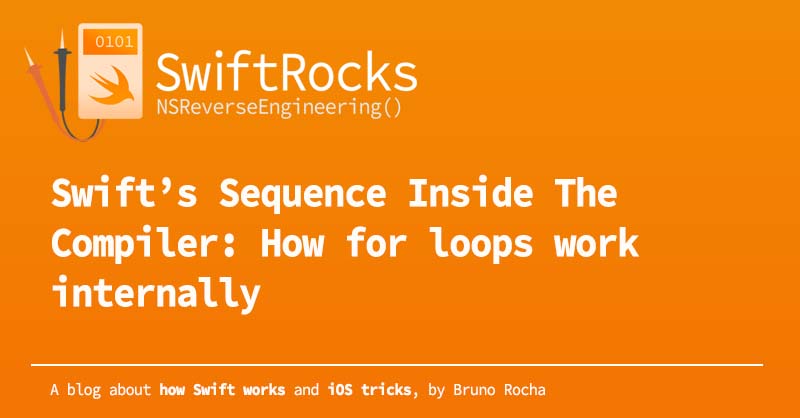 0101
SwiftRocks
NSReverseEngineering()
Swift’s Sequence Inside The
Compiler: How for loops work
internally
A blog about how Swift works and iOS tricks, by Bruno Rocha